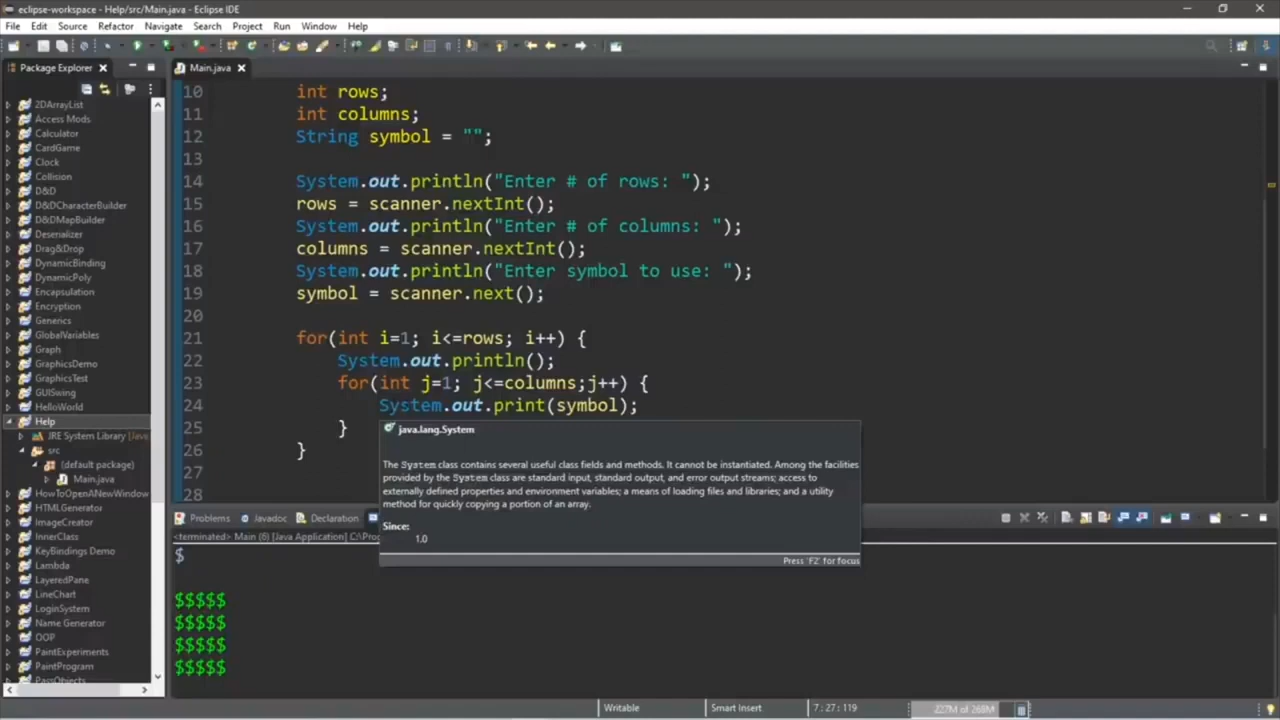 eclipse-workspace - Help/src/Main.java - Eclipse IDE
File Edit Source Refactor Navigate Search Project Run Window Help
Package Explorer
Main.java
2DArrayList
Access Mods
Calculator
CardGame
Clock
Collision
D&D
D&DCharacterBuilder
D&DMapBuilder
Deserializer
Drag&Drop
DynamicBinding
DynamicPoly
Encapsulation
Encryption
Generics
GlobalVariables
Graph
GraphicsDemo
GraphicsTest
GUISwing
HelloWorld
Help
JRE System Library [Java
src
(default package)
Main.java
HowToOpenANewWindow
HTMLGenerator
ImageCreator
InnerClass
KeyBindings Demo
Lambda
LayeredPane
LineChart
LoginSystem
Name Generator
OOP
PaintExperiments
PaintProgram
PassObjects
10 int rows;
11 int columns;
12 String symbol = "";
13
14 System.out.println("Enter # of rows: ");
15 rows = scanner.nextInt();
16 System.out.println("Enter # of columns: ");
17 columns = scanner.nextInt();
18 System.out.println("Enter symbol to use: ");
19 symbol = scanner.next();
20
21 for(int i=1; i<=rows; i++) {
22 System.out.println();
23 for(int j=1; j<=columns;j++) {
24 System.out.print(symbol);
25 }
26 }
27
28
java.lang.System
The System class contains several useful class fields and methods. It cannot be instantiated. Among the facilities
provided by the System class are standard input, standard output, and error output streams; access to
externally defined properties and environment variables; a means of loading files and libraries; and a utility
method for quickly copying a portion of an array.
Since:
1.0
Press 'F2' for focus
Problems Javadoc Declaration
<terminated> Main (6) [Java Application] C:\Prog
$
$$$$$
$$$$$
$$$$$
$$$$$
Writable Smart Insert 7 : 27 : 119 227M of 268M